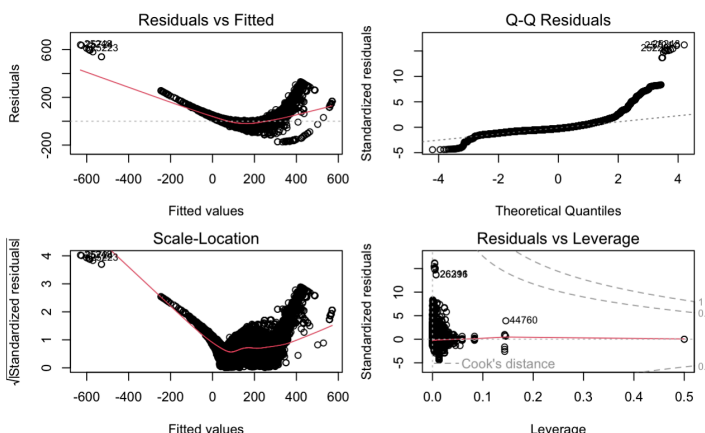 Residuals vs Fitted
Residuals
-200
200
600
-600 -400 -200 0 200 400 600
Fitted values
Q-Q Residuals
Standardized residuals
-5
0
5
10
-4 -2 0 2 4
Theoretical Quantiles
Scale-Location
√|Standardized residuals|
0
1
2
3
4
-600 -400 -200 0 200 400 600
Fitted values
Residuals vs Leverage
Standardized residuals
-5
0
5
10
44760
Cook's distance
1
0.
0.
0.0 0.1 0.2 0.3 0.4 0.5
Leverage